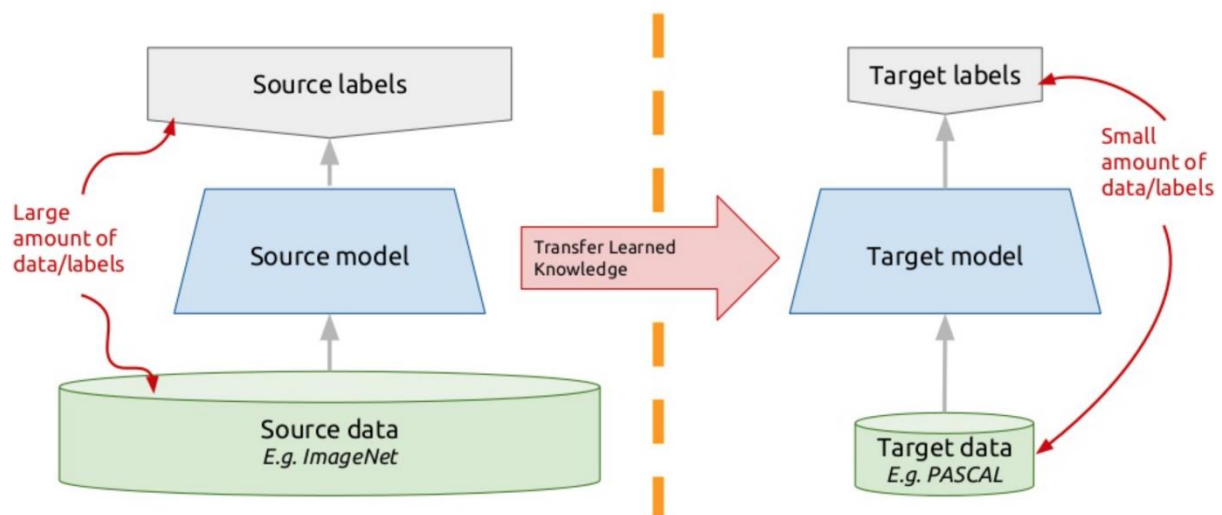 Source labels
Large
amount of
data/labels
Source model
Source data
E.g. ImageNet
Transfer Learned
Knowledge
Target labels
Small
amount of
data/labels
Target model
Target data
E.g. PASCAL